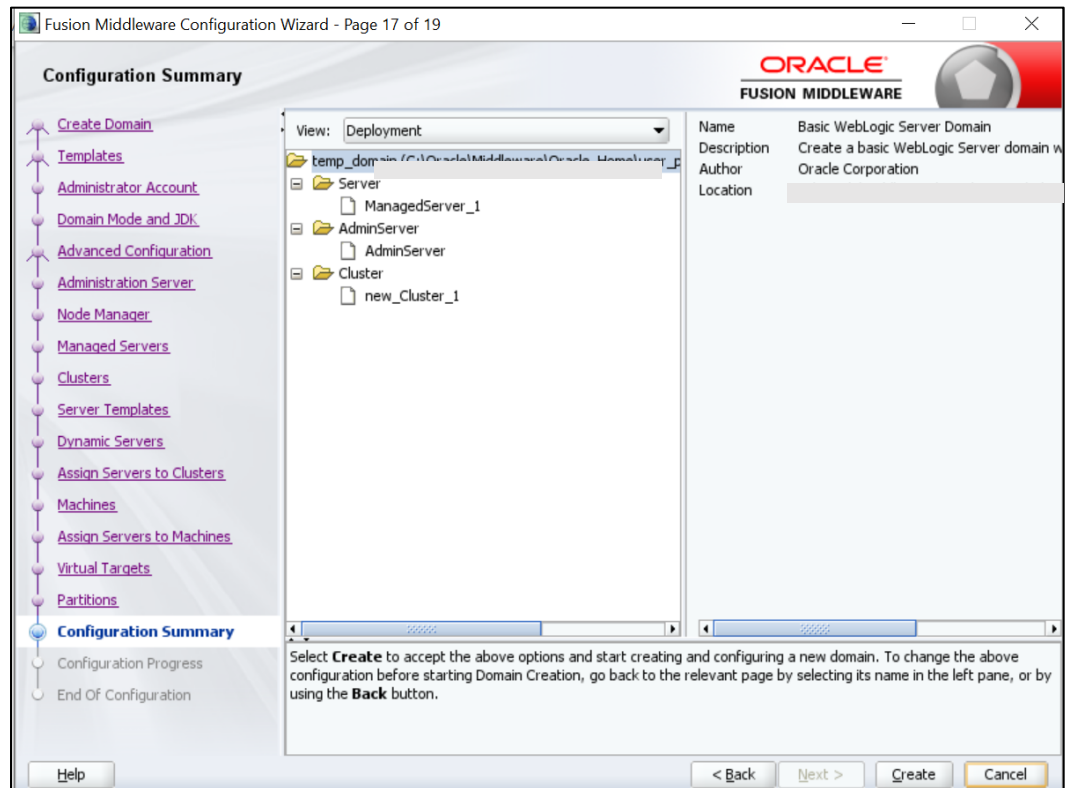 Fusion Middleware Configuration Wizard - Page 17 of 19
Configuration Summary
ORACLE
FUSION MIDDLEWARE
Create Domain
Templates
Administrator Account
Domain Mode and JDK
Advanced Configuration
Administration Server
Node Manager
Managed Servers
Clusters
Server Templates
Dynamic Servers
Assign Servers to Clusters
Machines
Assign Servers to Machines
Virtual Targets
Partitions
Configuration Summary
Configuration Progress
End Of Configuration
View: Deployment
temp_domain (C:\Oracle\Middleware\Oracle_Home\user_p
Server
ManagedServer_1
AdminServer
AdminServer
Cluster
new_Cluster_1
Name Basic WebLogic Server Domain
Description Create a basic WebLogic Server domain w
Author Oracle Corporation
Location
Select Create to accept the above options and start creating and configuring a new domain. To change the above
configuration before starting Domain Creation, go back to the relevant page by selecting its name in the left pane, or by
using the Back button.
Help
< Back
Next >
Create
Cancel